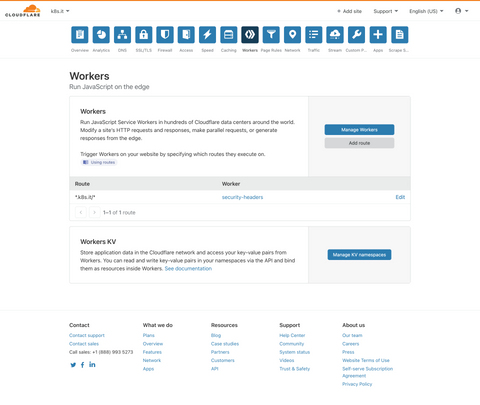 CLOUDFLARE
k8s.it
+ Add site
Support
English (US)
Overview
Analytics
DNS
SSL/TLS
Firewall
Access
Speed
Caching
Workers
Page Rules
Network
Traffic
Stream
Custom P...
Apps
Scrape S...
Workers
Run JavaScript on the edge
Workers
Run JavaScript Service Workers in hundreds of Cloudflare data centers around the world.
Modify a site's HTTP requests and responses, make parallel requests, or generate
responses from the edge.
Trigger Workers on your website by specifying which routes they execute on.
Using routes
Manage Workers
Add route
Route Worker
*.k8s.it/* security-headers Edit
1–1 of 1 route
Workers KV
Store application data in the Cloudflare network and access your key-value pairs from
Workers. You can read and write key-value pairs in your namespaces via the API and bind
them as resources inside Workers. See documentation
Manage KV namespaces
Contact
Contact support
Contact sales
Call sales: +1 (888) 993 5273
What we do
Plans
Overview
Features
Network
Apps
Resources
Blog
Case studies
Partners
Customers
API
Support
Help Center
Community
System status
Videos
Trust & Safety
About us
Our team
Careers
Press
Website Terms of Use
Self-serve Subscription
Agreement
Privacy Policy